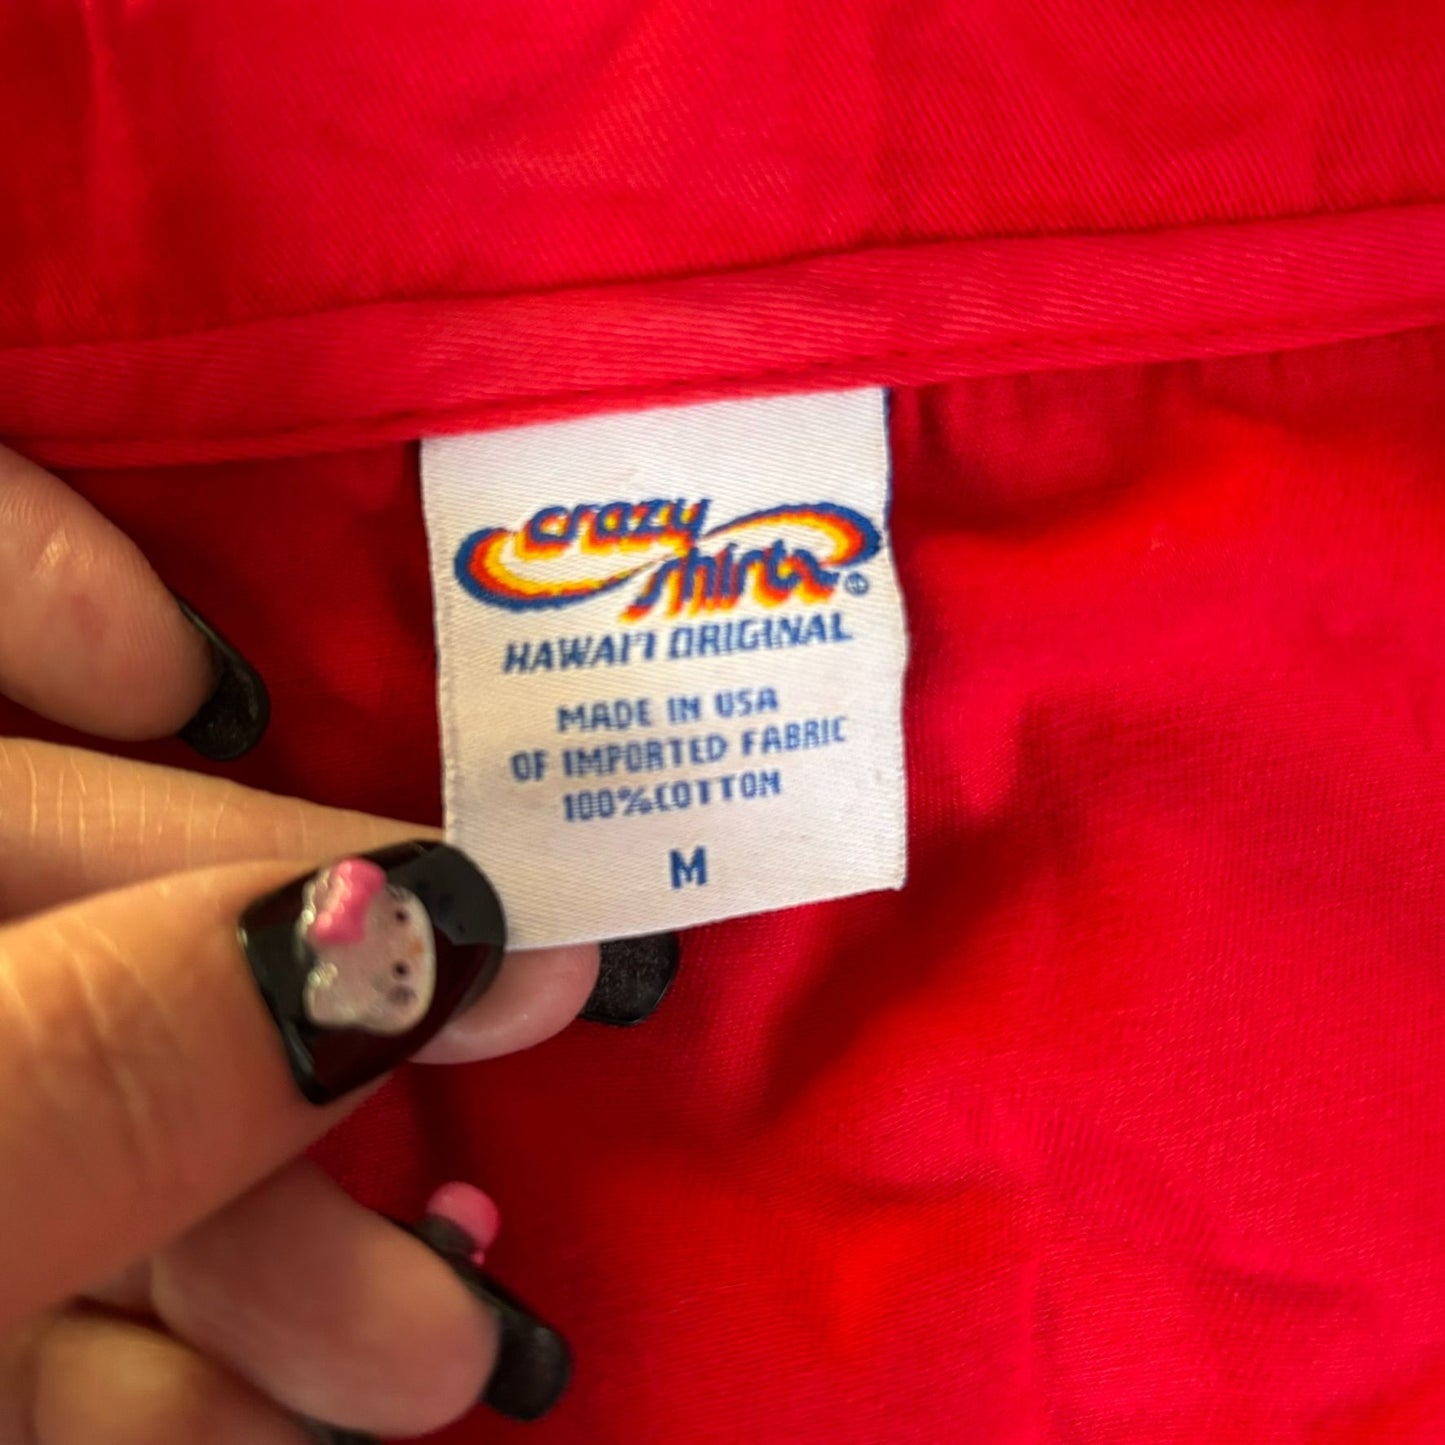 crazy
shirts®
HAWAI'I ORIGINAL
MADE IN USA
OF IMPORTED FABRIC
100% COTTON
M